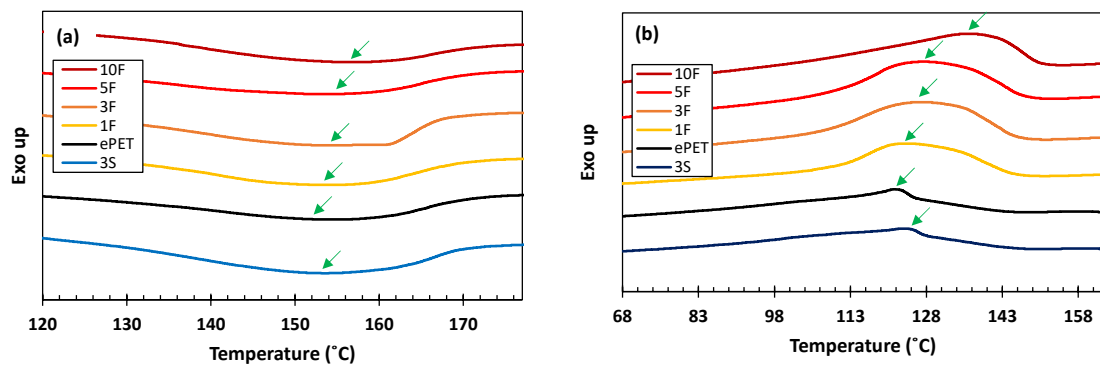 (a)
10F
5F
3F
1F
ePET
3S
Exo up
120 130 140 150 160 170
Temperature (˚C)
(b)
10F
5F
3F
1F
ePET
3S
Exo up
68 83 98 113 128 143 158
Temperature (˚C)